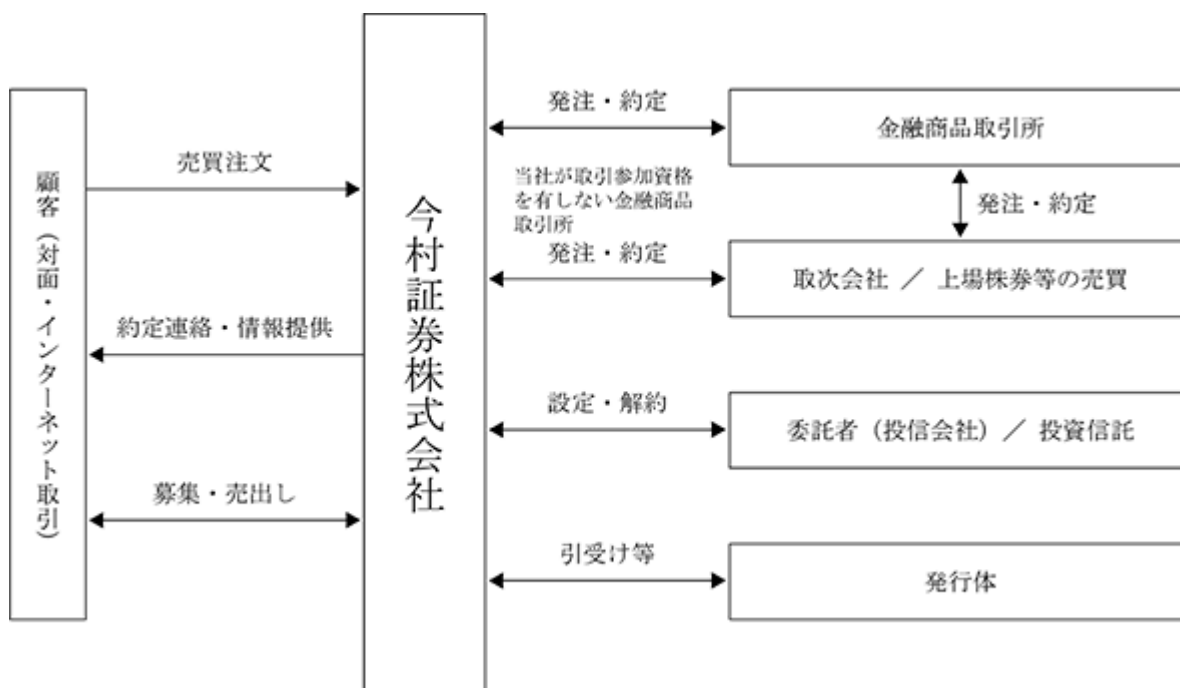 顧客（対面・インターネット取引）
売買注文
約定連絡・情報提供
募集・売出し
今村証券株式会社
発注・約定
当社が取引参加資格
を有しない金融商品
取引所
発注・約定
設定・解約
引受け等
金融商品取引所
発注・約定
取次会社 ／ 上場株券等の売買
委託者（投信会社）／ 投資信託
発行体